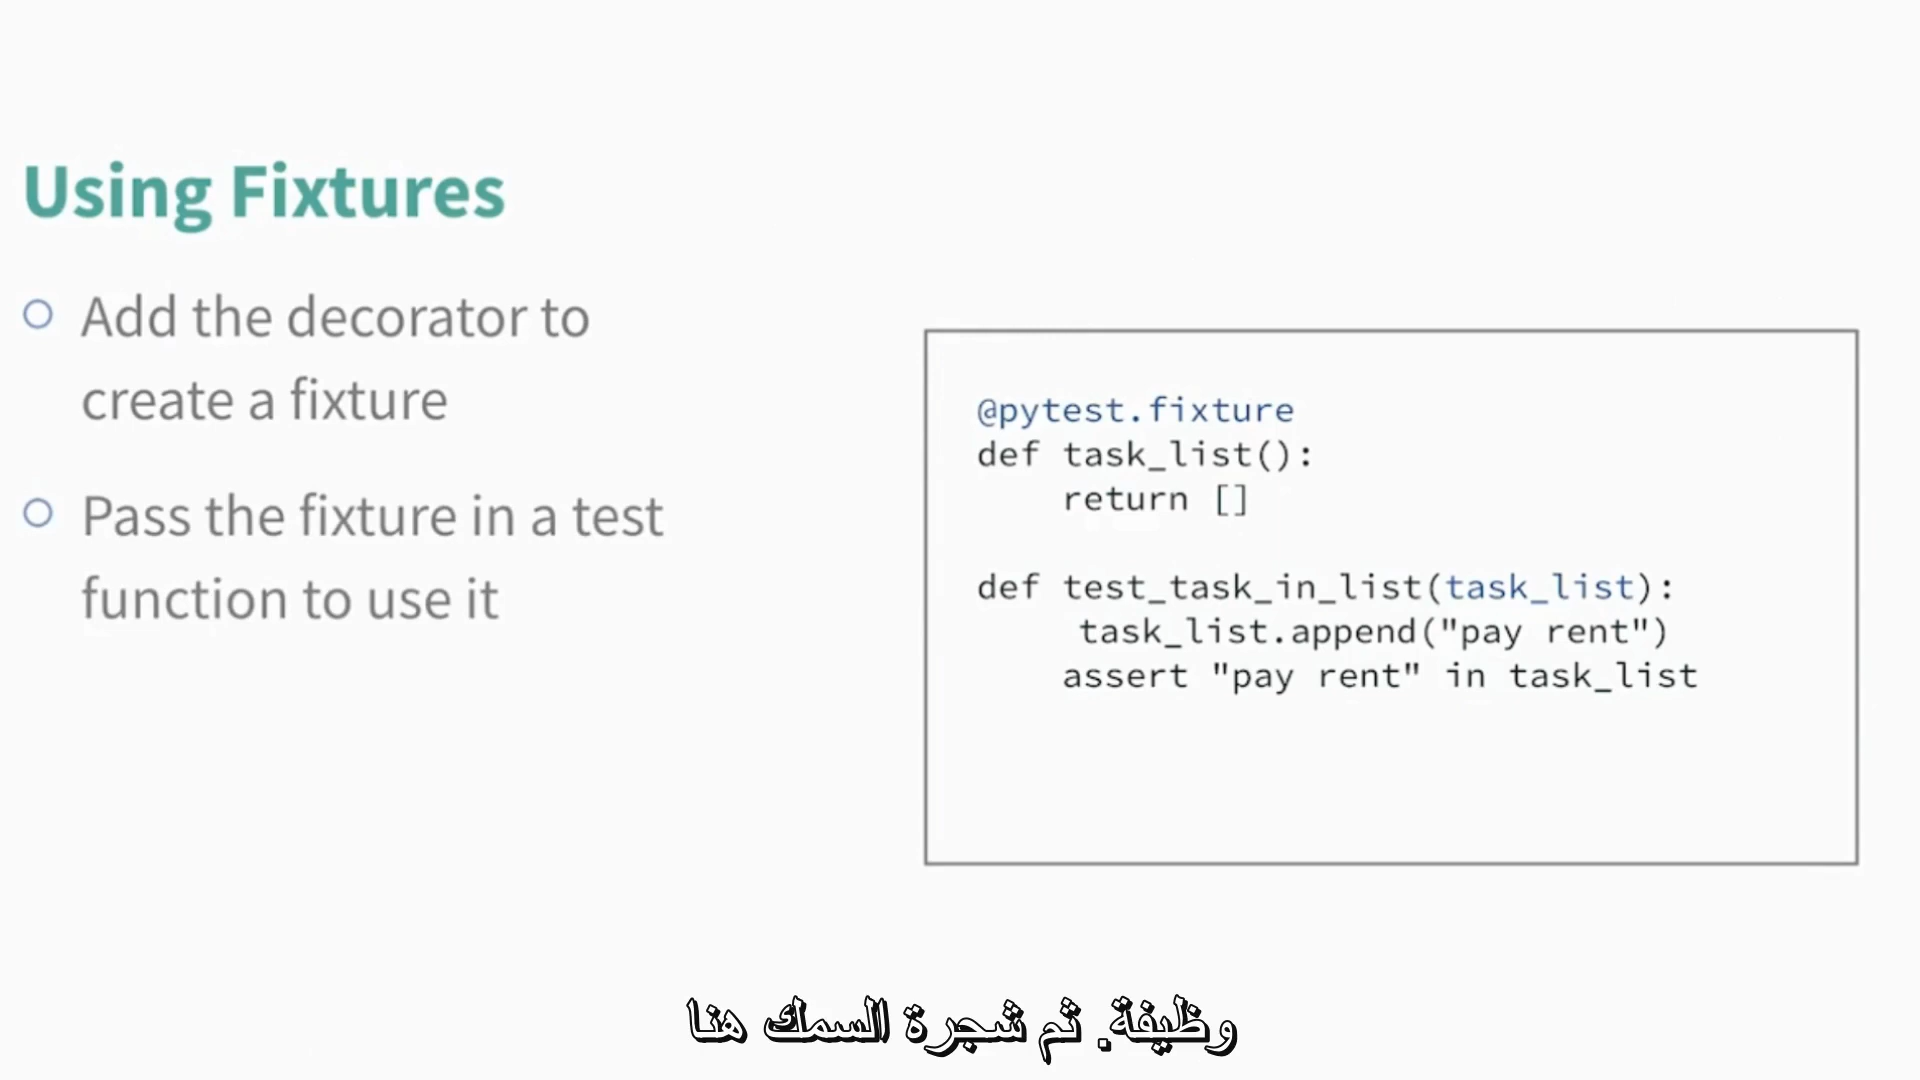 Using Fixtures
Add the decorator to
create a fixture
Pass the fixture in a test
function to use it
@pytest.fixture
def task_list():
    return []
def test_task_in_list(task_list):
     task_list.append("pay rent")
    assert "pay rent" in task_list
وظيفة. ثم شجرة السمك هنا